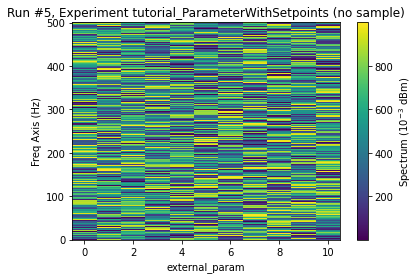 Run #5, Experiment tutorial_ParameterWithSetpoints (no sample)
500
400
300
200
100
0
Freq Axis (Hz)
0 2 4 6 8 10
external_param
800
600
400
200
Spectrum (10⁻³ dBm)